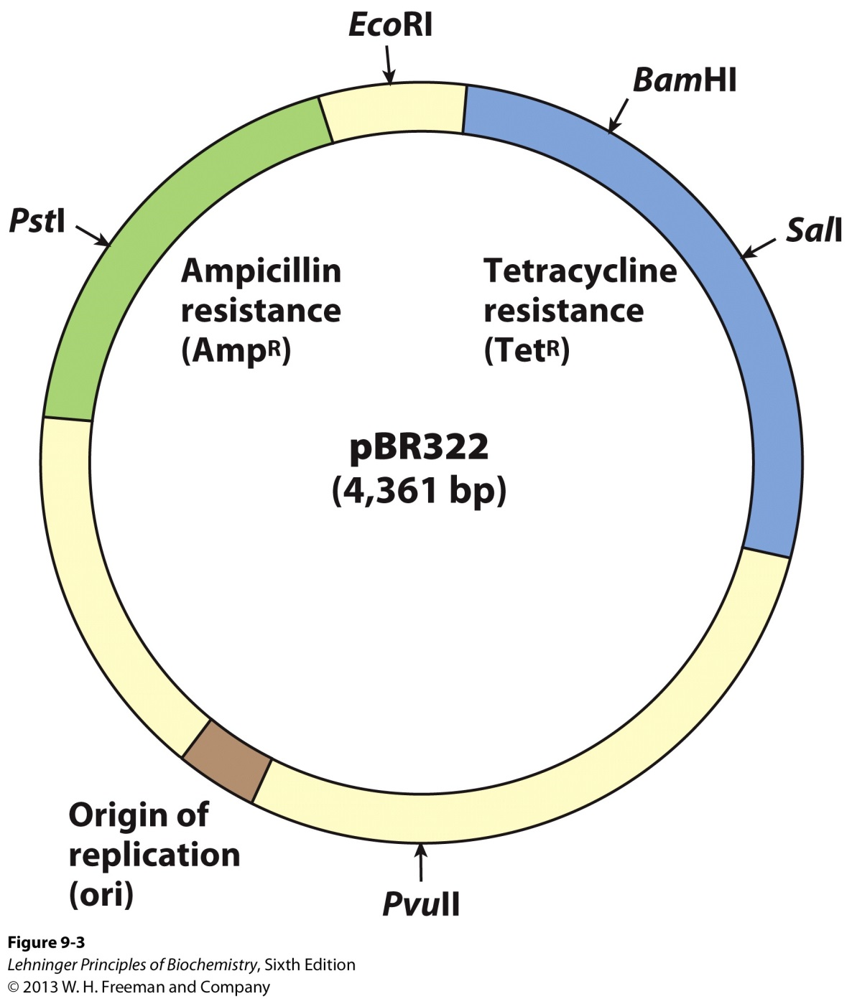 EcoRI
BamHI
PstI
SalI
Ampicillin
resistance
(AmpR)
Tetracycline
resistance
(TetR)
pBR322
(4,361 bp)
Origin of
replication
(ori)
PvuII
Figure 9-3
Lehninger Principles of Biochemistry, Sixth Edition
© 2013 W. H. Freeman and Company